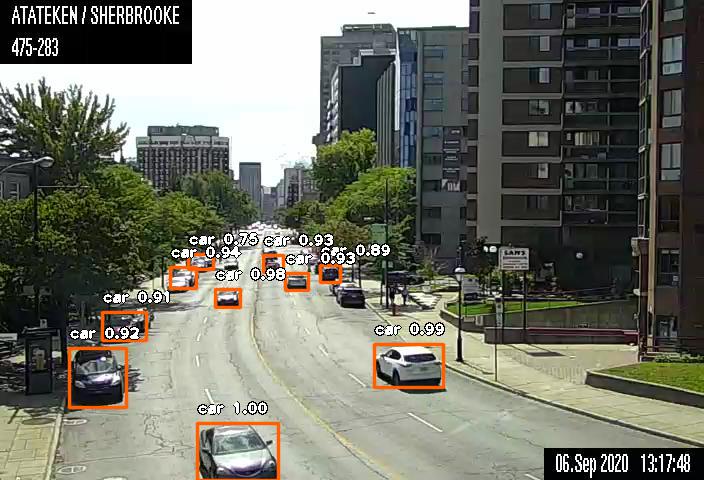 ATATEKEN / SHERBROOKE
475-283
car 0.75
car 0.93
car 0.94
car 0.89
car 0.93
car 0.98
car 0.91
car 0.92
car 0.99
car 1.00
06.Sep 2020 13:17:48